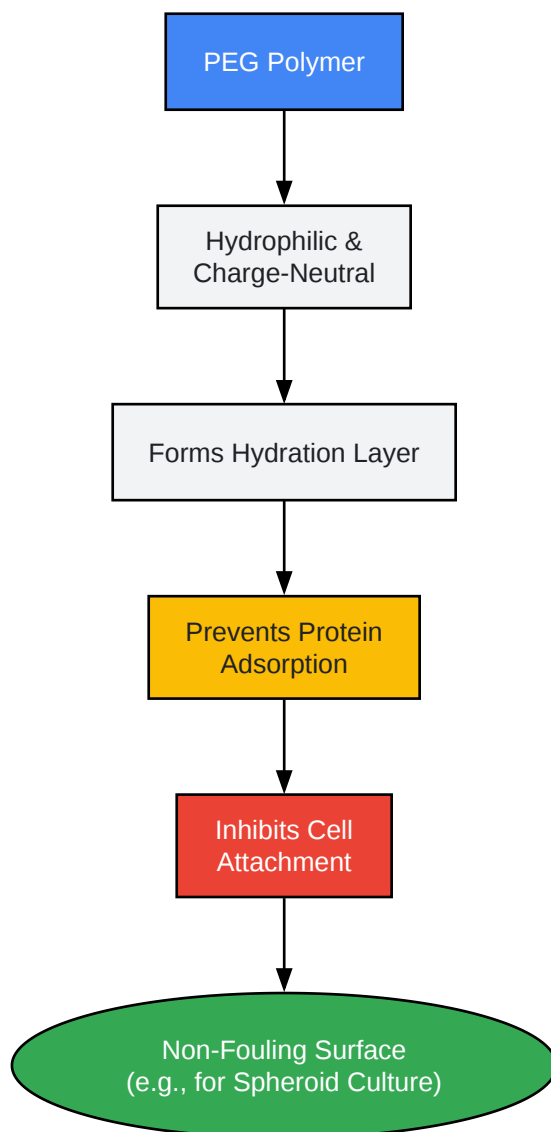 PEG Polymer
Hydrophilic &
Charge-Neutral
Forms Hydration Layer
Prevents Protein
Adsorption
Inhibits Cell
Attachment
Non-Fouling Surface
(e.g., for Spheroid Culture)